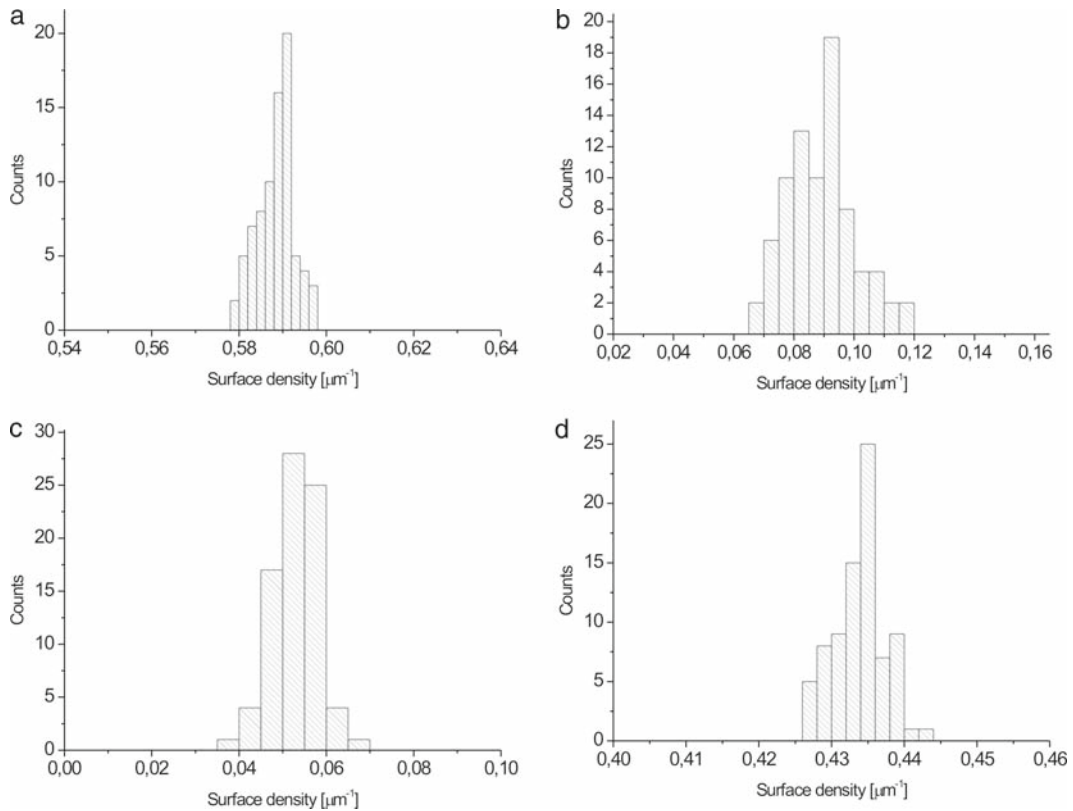 a
20
15
10
5
0
Counts
0,54 0,56 0,58 0,60 0,62 0,64
Surface density [µm⁻¹]
b
20
18
16
14
12
10
8
6
4
2
0
Counts
0,02 0,04 0,06 0,08 0,10 0,12 0,14 0,16
Surface density [µm⁻¹]
c
30
25
20
15
10
5
0
Counts
0,00 0,02 0,04 0,06 0,08 0,10
Surface density [µm⁻¹]
d
25
20
15
10
5
0
Counts
0,40 0,41 0,42 0,43 0,44 0,45 0,46
Surface density [µm⁻¹]